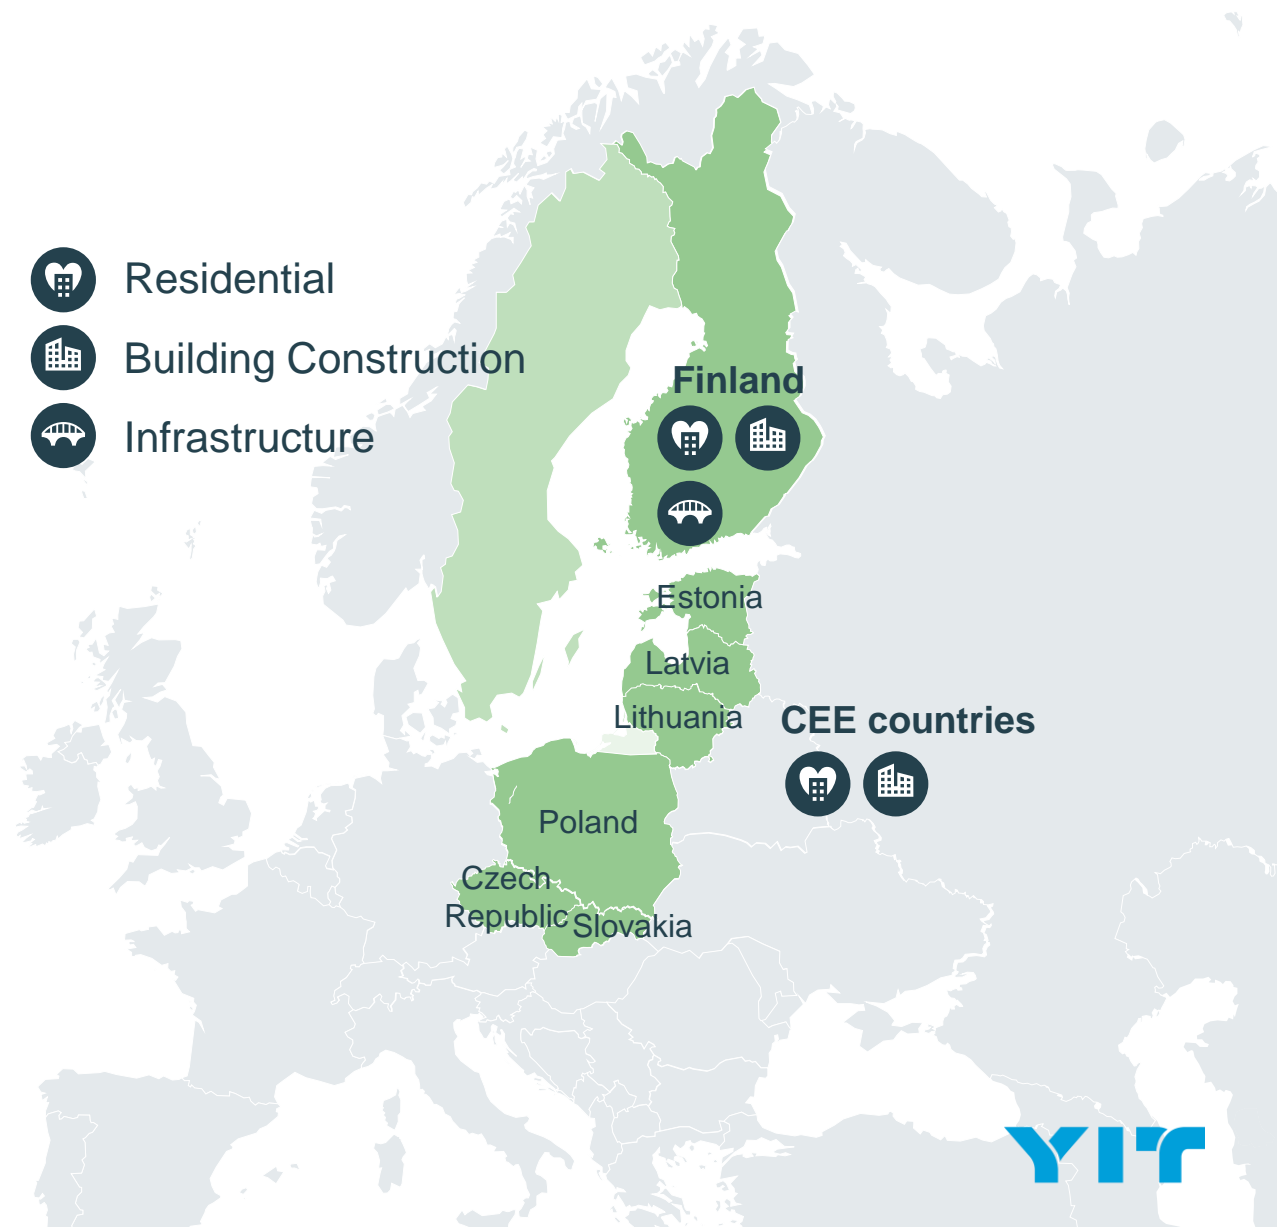 Residential
Building Construction
Infrastructure
Finland
Estonia
Latvia
Lithuania
CEE countries
Poland
Czech
Republic
Slovakia
YIT